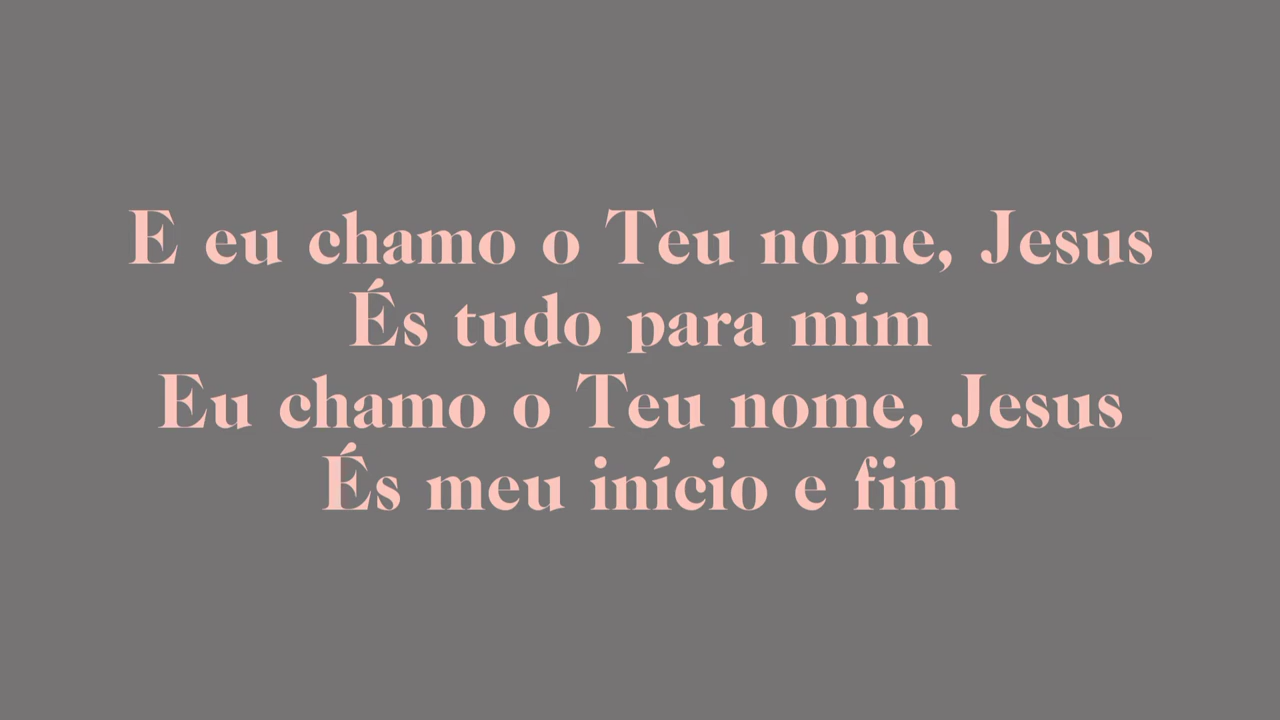 E eu chamo o Teu nome, Jesus
És tudo para mim
Eu chamo o Teu nome, Jesus
És meu início e fim